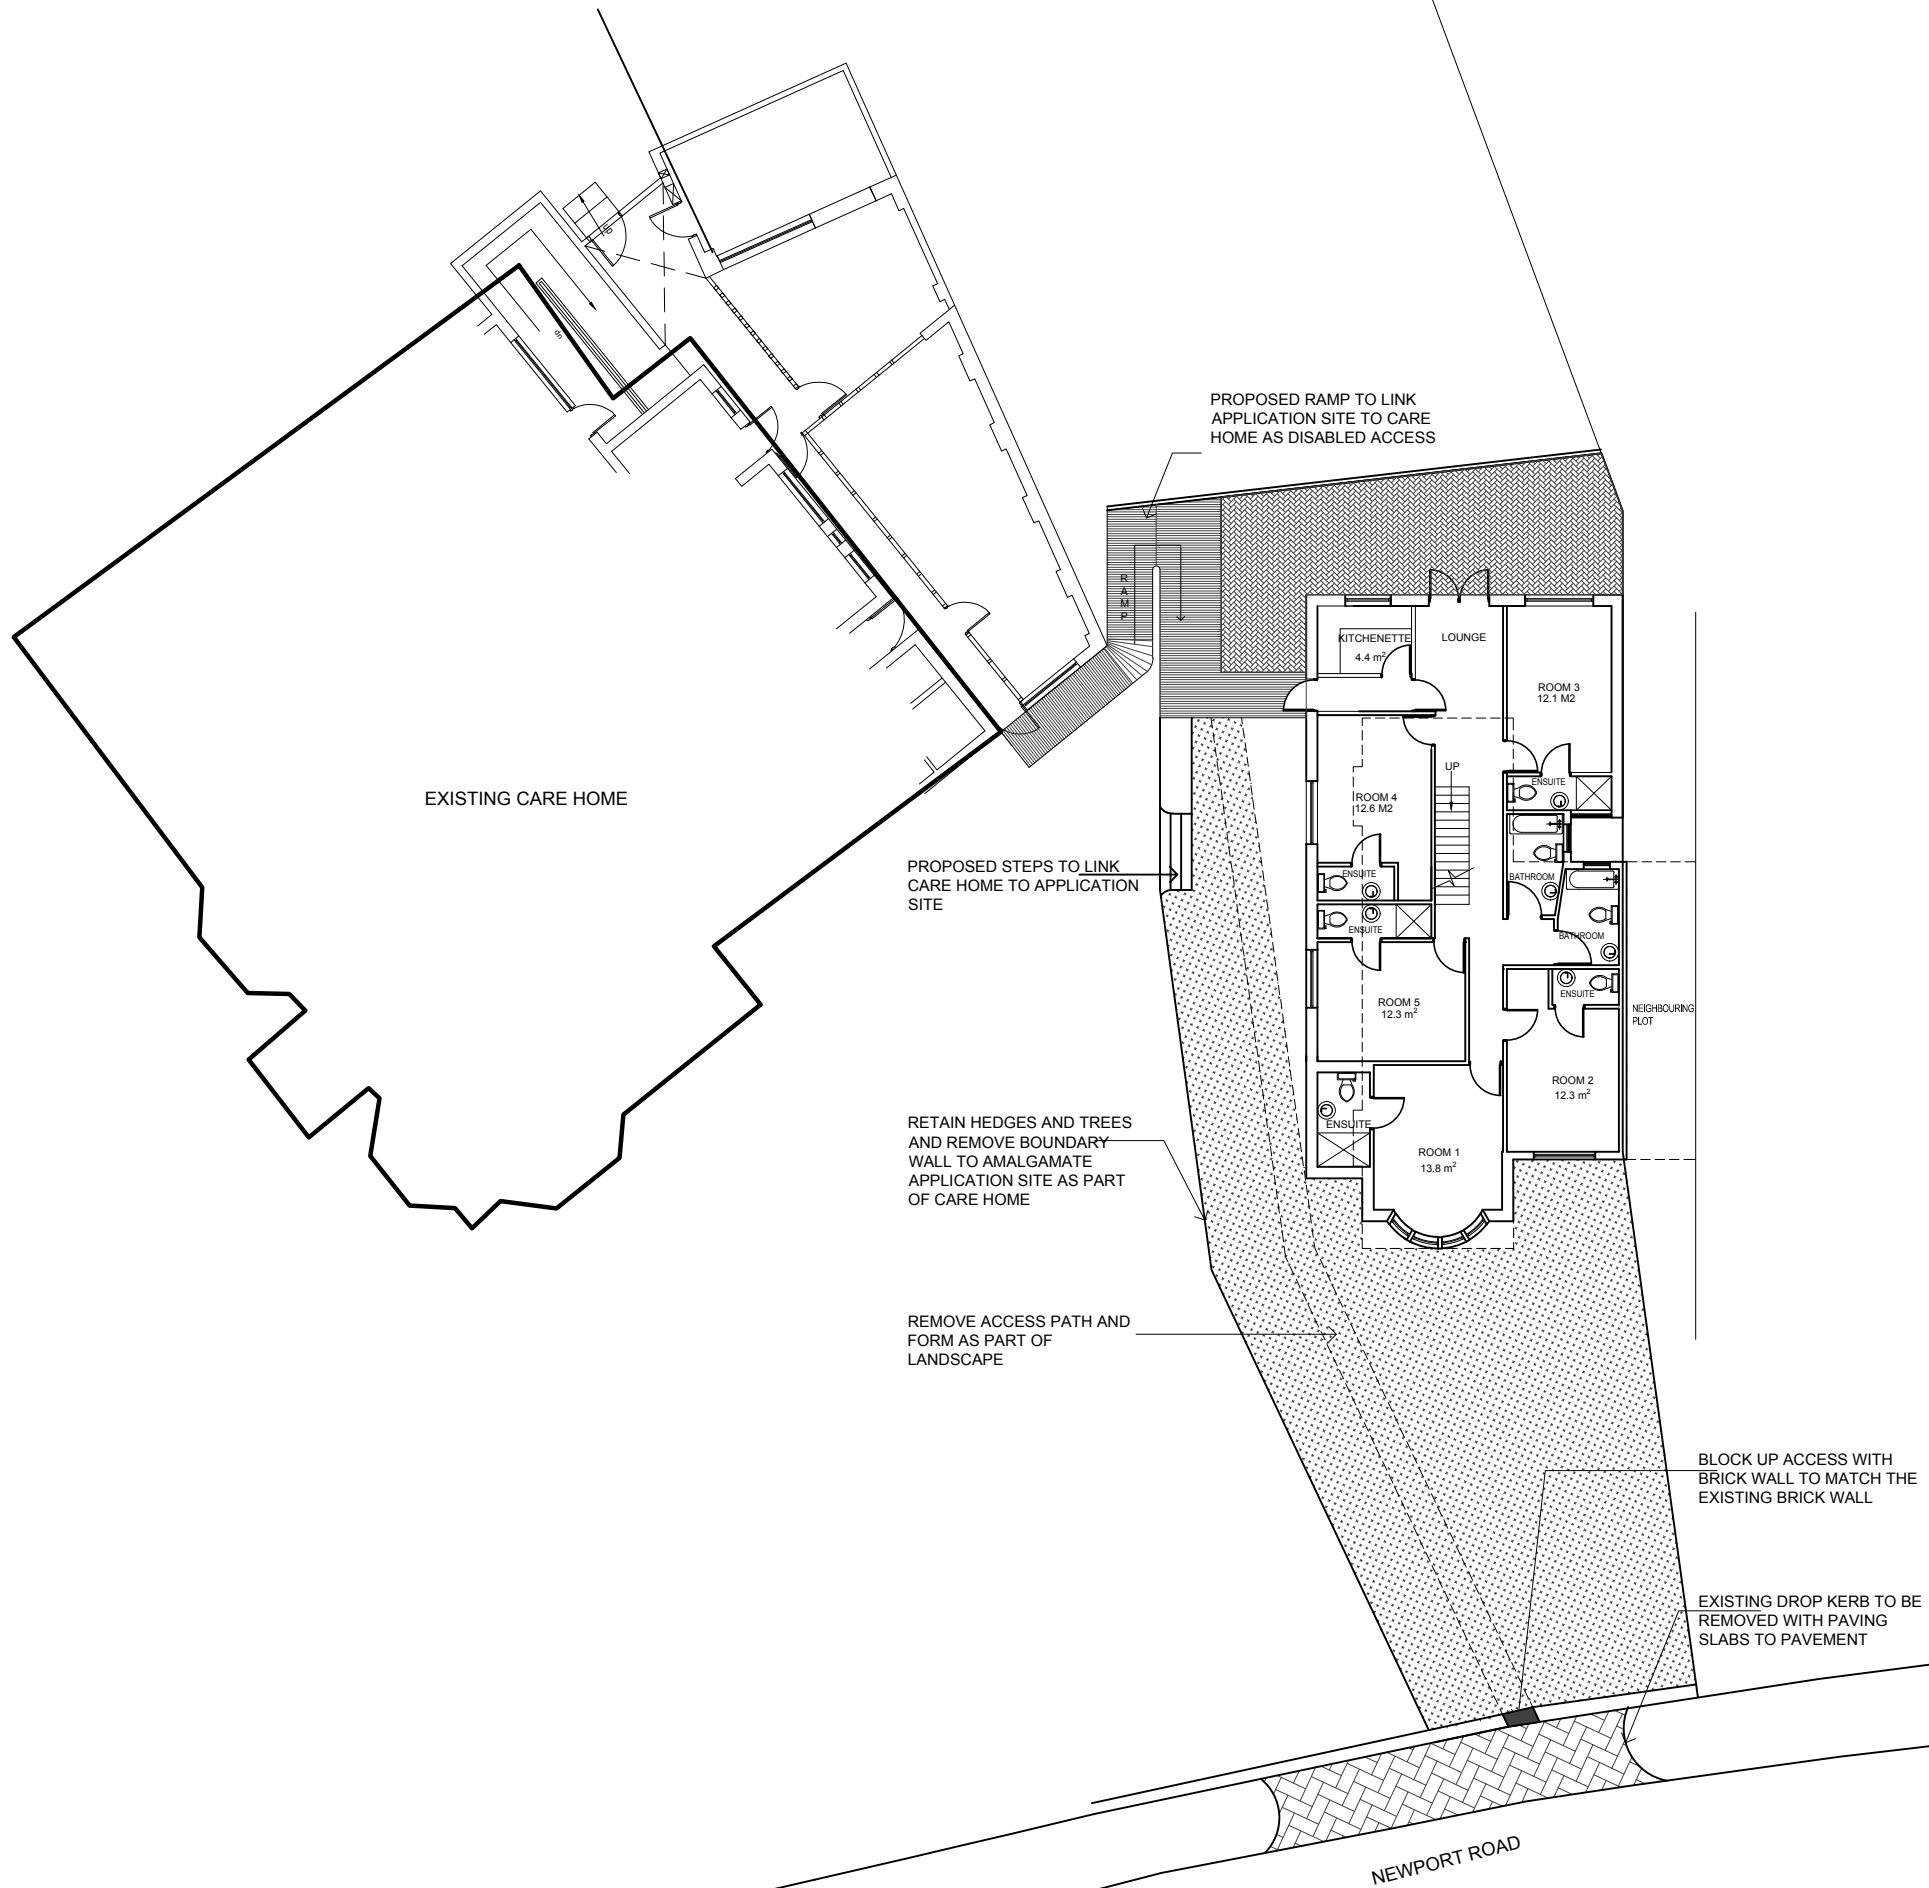 up
dn
PROPOSED RAMP TO LINK
APPLICATION SITE TO CARE
HOME AS DISABLED ACCESS
R
A
M
P
KITCHENETTE
4.4 m²
LOUNGE
ROOM 3
12.1 M2
ENSUITE
UP
ROOM 4
12.6 M2
EXISTING CARE HOME
PROPOSED STEPS TO LINK
CARE HOME TO APPLICATION
SITE
ENSUITE
BATHROOM
ENSUITE
BATHROOM
ENSUITE
ROOM 5
12.3 m²
NEIGHBOURING
PLOT
ROOM 2
12.3 m²
RETAIN HEDGES AND TREES
AND REMOVE BOUNDARY
WALL TO AMALGAMATE
APPLICATION SITE AS PART
OF CARE HOME
ENSUITE
ROOM 1
13.8 m²
REMOVE ACCESS PATH AND
FORM AS PART OF
LANDSCAPE
BLOCK UP ACCESS WITH
BRICK WALL TO MATCH THE
EXISTING BRICK WALL
EXISTING DROP KERB TO BE
REMOVED WITH PAVING
SLABS TO PAVEMENT
NEWPORT ROAD